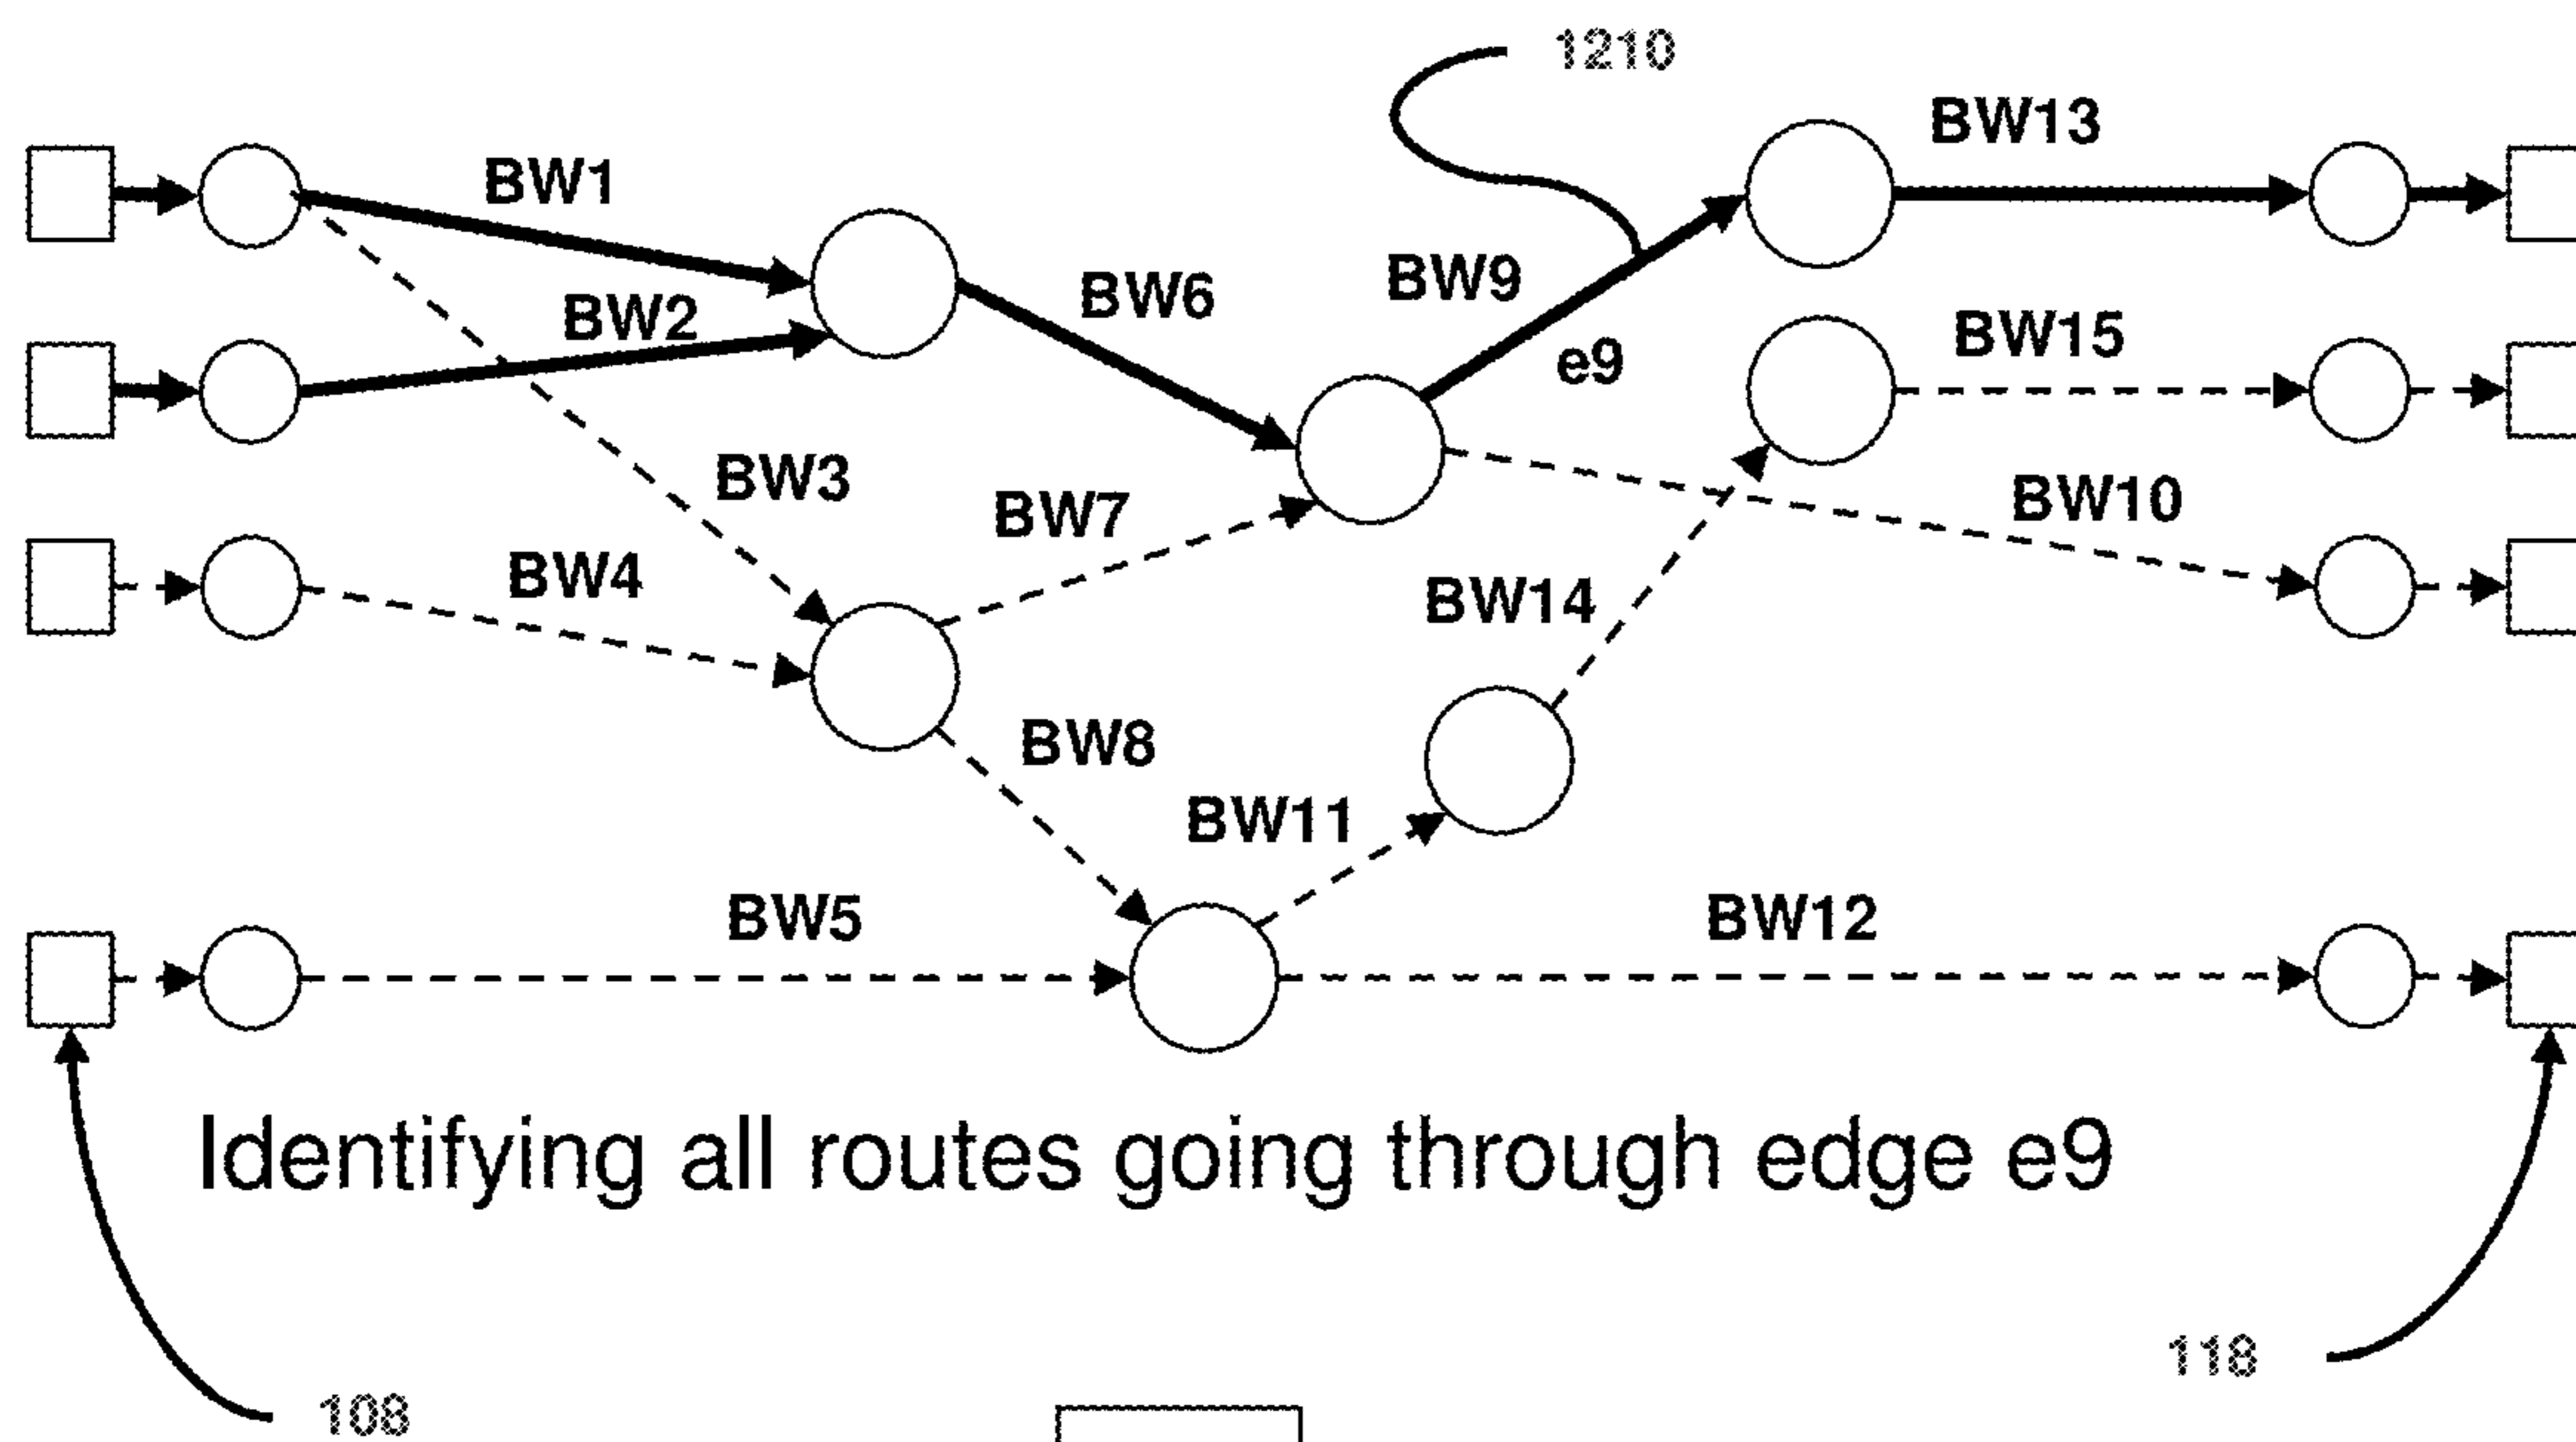 1210
BW13
BW1
BW9
BW6
BW2
BW15
e9
BW3
BW10
BW7
BW4
BW14
BW8
BW11
BW5
BW12
Identifying all routes going through edge e9
118
108